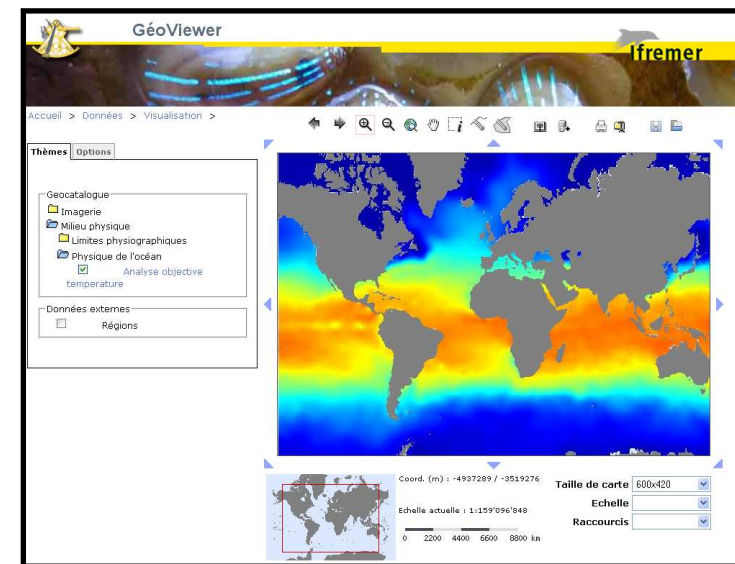 GéoViewer
Ifremer
Accueil > Données > Visualisation >
Thèmes Options
Geocatalogue
Imagerie
Milieu physique
Limites physiographiques
Physique de l'océan
Analyse objective
temperature
Données externes
Régions
Coord. (m) : -4937289 / -3519276
Echelle actuelle : 1:159'096'848
0 2200 4400 6600 8800 km
Taille de carte 600x420
Echelle
Raccourcis